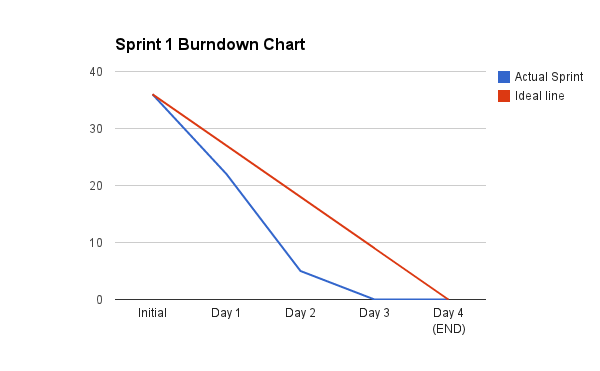 Sprint 1 Burndown Chart
Actual Sprint
Ideal line
40
30
20
10
0
Initial
Day 1
Day 2
Day 3
Day 4
(END)